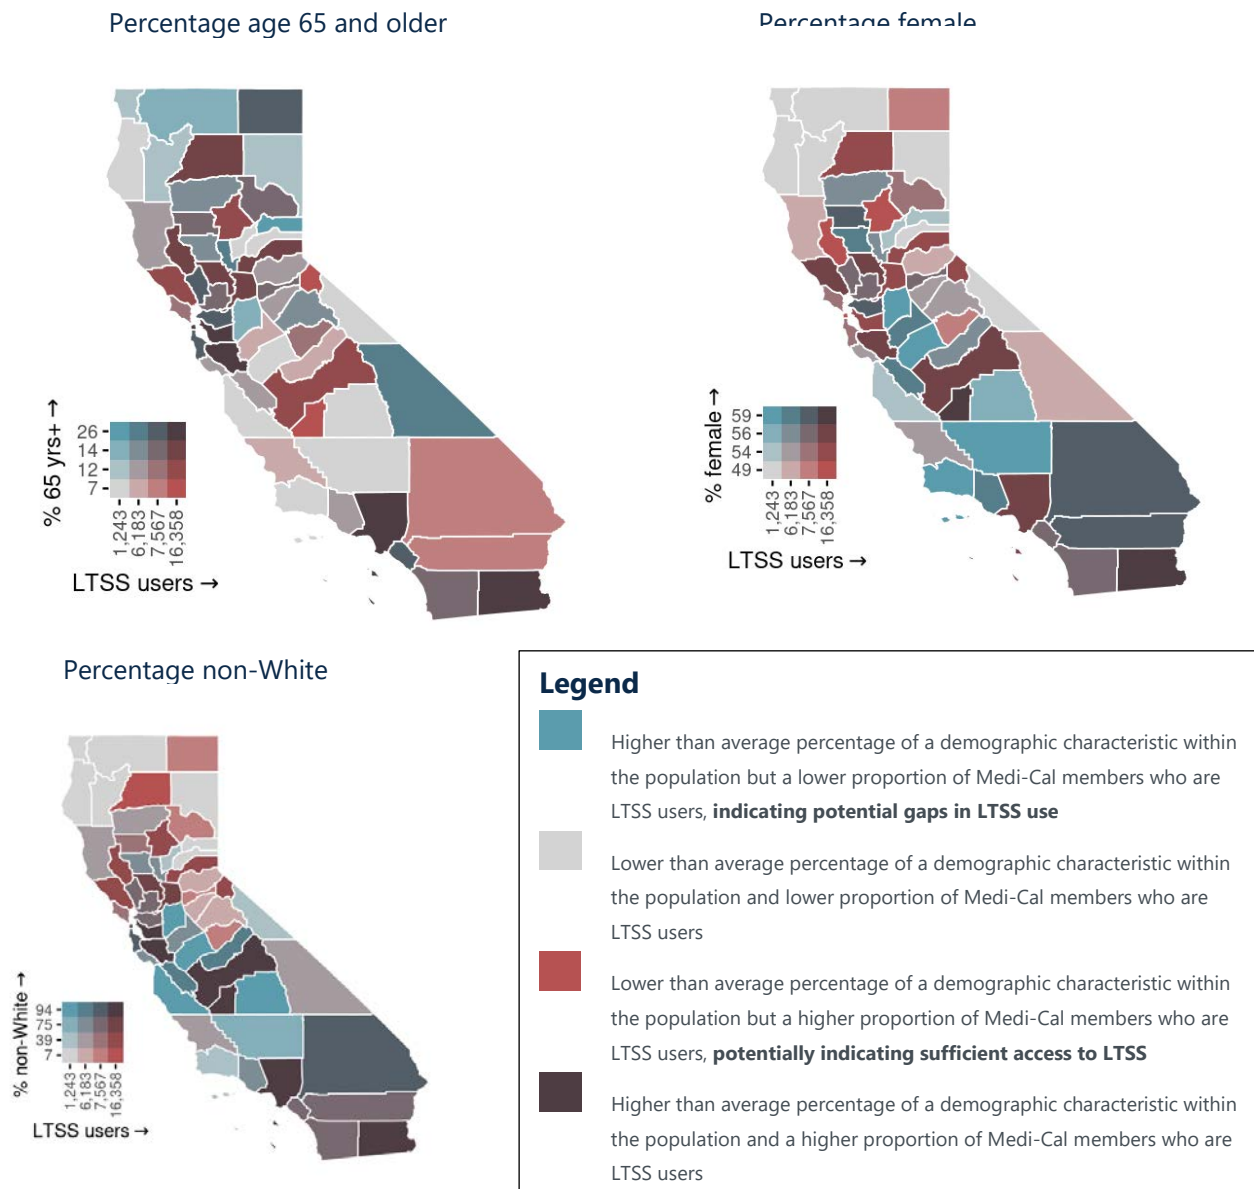 Percentage age 65 and older
Percentage female
% 65 yrs+ →
26
14
12
7
1,243
6,183
7,567
16,358
LTSS users →
% female →
59
56
54
49
1,243
6,183
7,567
16,358
LTSS users →
Percentage non-White
% non-White →
94
75
39
7
1,243
6,183
7,567
16,358
LTSS users →
Legend
Higher than average percentage of a demographic characteristic within
the population but a lower proportion of Medi-Cal members who are
LTSS users, indicating potential gaps in LTSS use
Lower than average percentage of a demographic characteristic within
the population and lower proportion of Medi-Cal members who are
LTSS users
Lower than average percentage of a demographic characteristic within
the population but a higher proportion of Medi-Cal members who are
LTSS users, potentially indicating sufficient access to LTSS
Higher than average percentage of a demographic characteristic within
the population and a higher proportion of Medi-Cal members who are
LTSS users